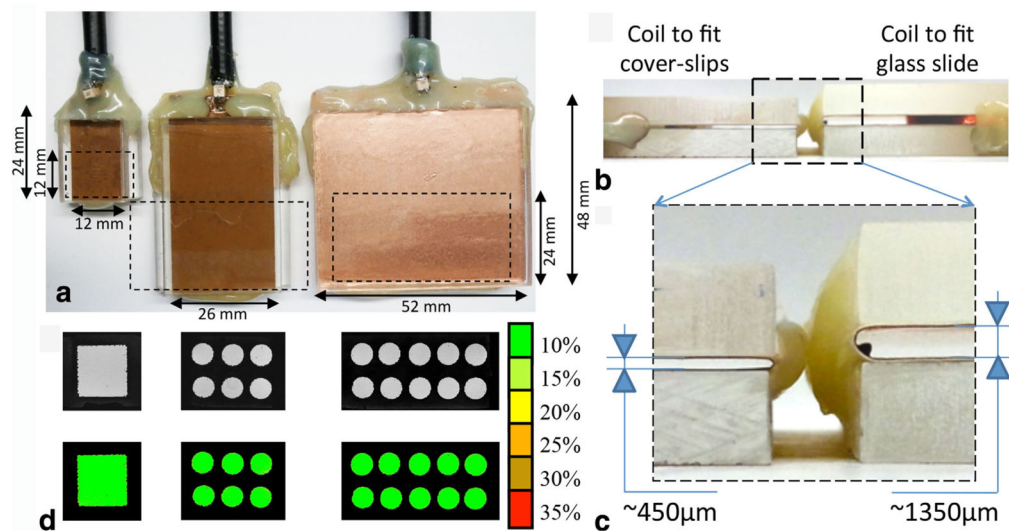 24 mm
12 mm
12 mm
a
26 mm
52 mm
24 mm
48 mm
Coil to fit
cover-slips
Coil to fit
glass slide
b
c
~450μm
~1350μm
d
10%
15%
20%
25%
30%
35%